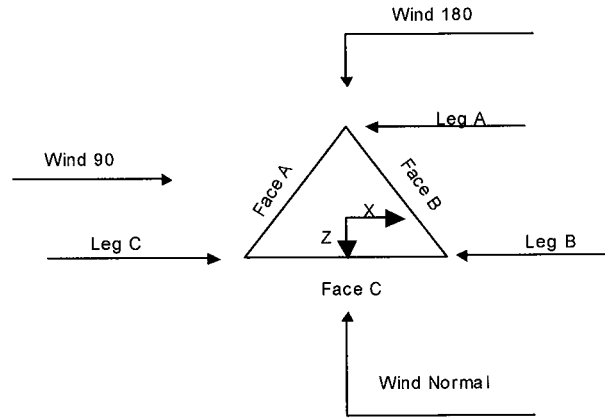 Wind 180
Leg A
Wind 90
Face A
Face B
X
Z
Leg C
Leg B
Face C
Wind Normal